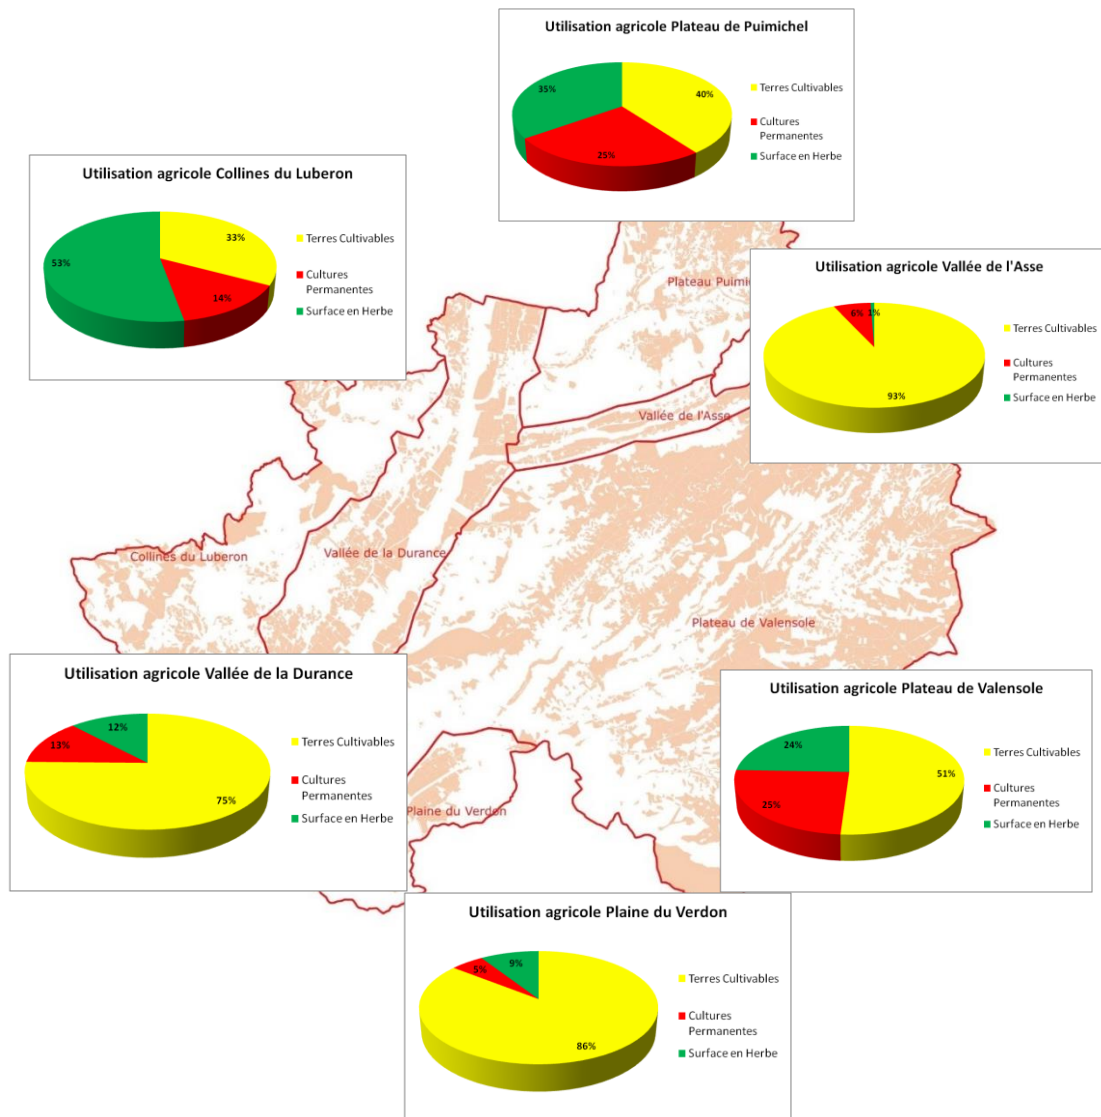 Utilisation agricole Plateau de Puimichel
35%
40%
25%
Terres Cultivables
Cultures
Permanentes
Surface en Herbe
Utilisation agricole Collines du Luberon
53%
33%
14%
Terres Cultivables
Cultures
Permanentes
Surface en Herbe
Utilisation agricole Vallée de l'Asse
6%
1%
93%
Terres Cultivables
Cultures
Permanentes
Surface en Herbe
Plateau
Vallée de l'Asse
Collines du Luberon
Vallée de la Durance
Plateau de Valensole
Plaine du Verdon
Utilisation agricole Vallée de la Durance
12%
13%
75%
Terres Cultivables
Cultures
Permanentes
Surface en Herbe
Utilisation agricole Plateau de Valensole
24%
51%
25%
Terres Cultivables
Cultures
Permanentes
Surface en Herbe
Utilisation agricole Plaine du Verdon
5%
9%
86%
Terres Cultivables
Cultures
Permanentes
Surface en Herbe